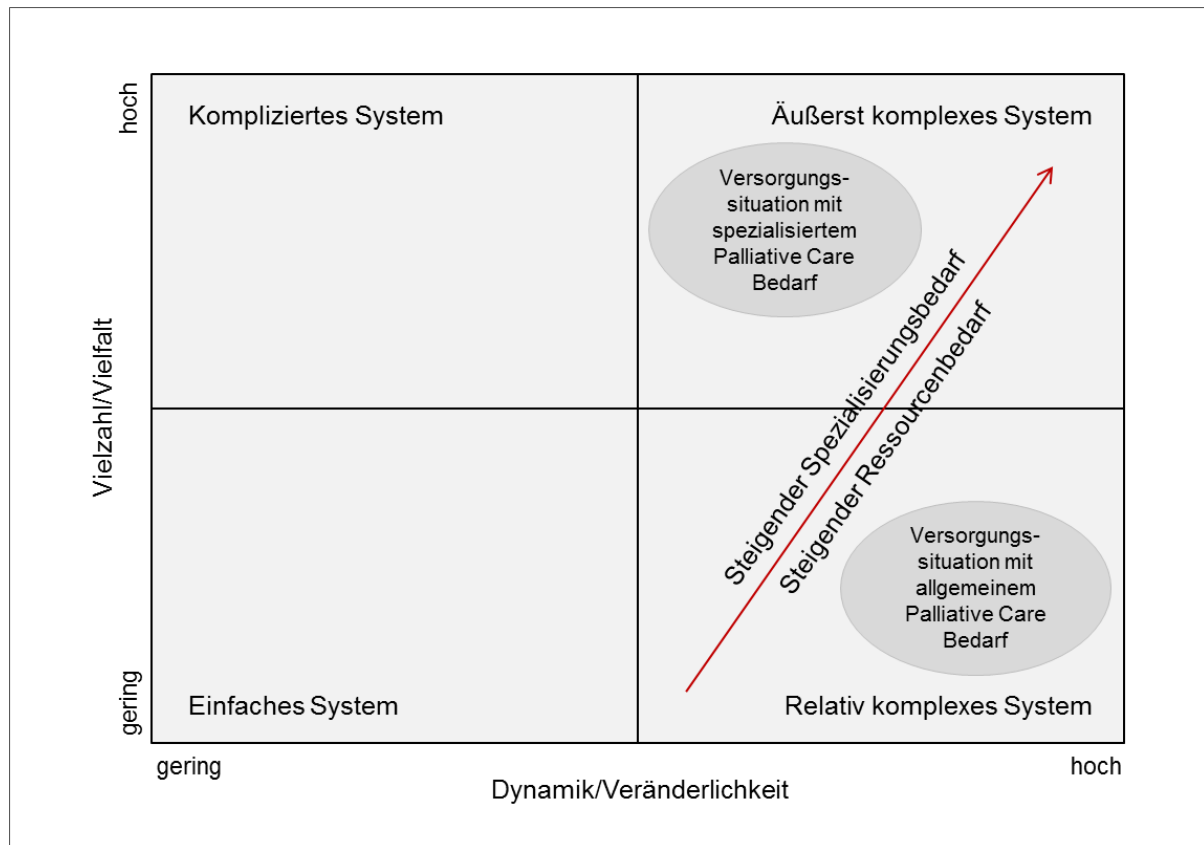 hoch
Kompliziertes System
Äußerst komplexes System
Versorgungs-
situation mit
spezialisiertem
Palliative Care
Bedarf
Steigender Spezialisierungsbedarf
Steigender Ressourcenbedarf
Vielzahl/Vielfalt
Versorgungs-
situation mit
allgemeinem
Palliative Care
Bedarf
gering
Einfaches System
Relativ komplexes System
gering
hoch
Dynamik/Veränderlichkeit